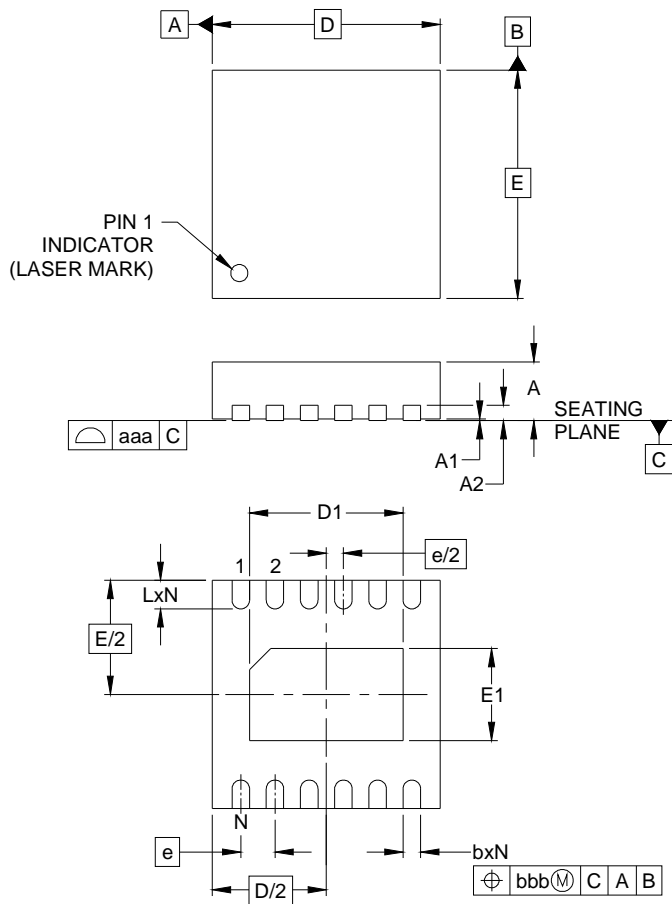 A
D
B
E
PIN 1
INDICATOR
(LASER MARK)
A
SEATING
PLANE
aaa C
A1
A2
C
D1
e/2
1 2
LxN
E/2
E1
N
e
bxN
D/2
bbb M C A B